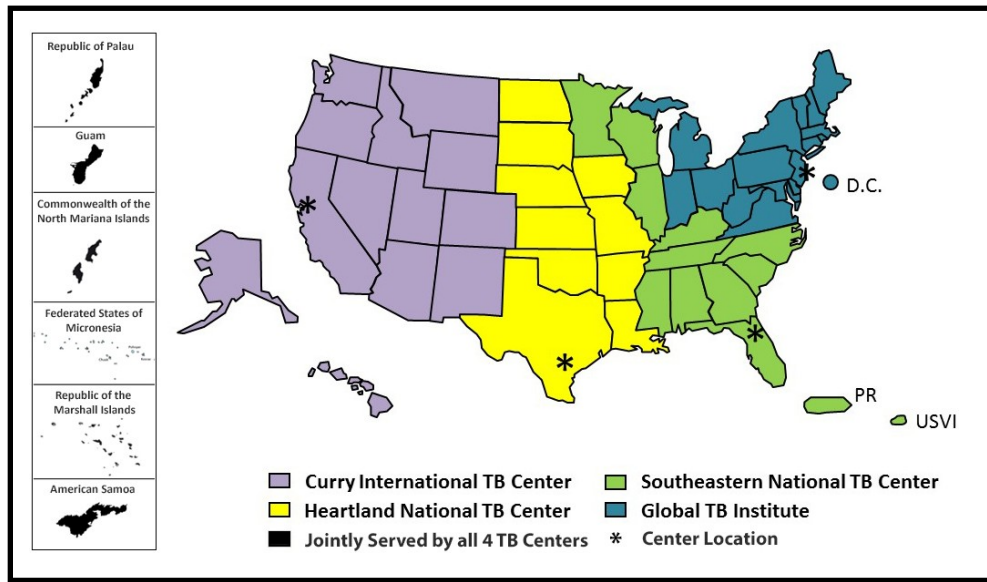 Republic of Palau
Guam
Commonwealth of the
North Mariana Islands
Federated States of
Micronesia
Republic of the
Marshall Islands
American Samoa
*
*
*
*
D.C.
PR
USVI
Curry International TB Center
Southeastern National TB Center
Heartland National TB Center
Global TB Institute
Jointly Served by all 4 TB Centers
* Center Location